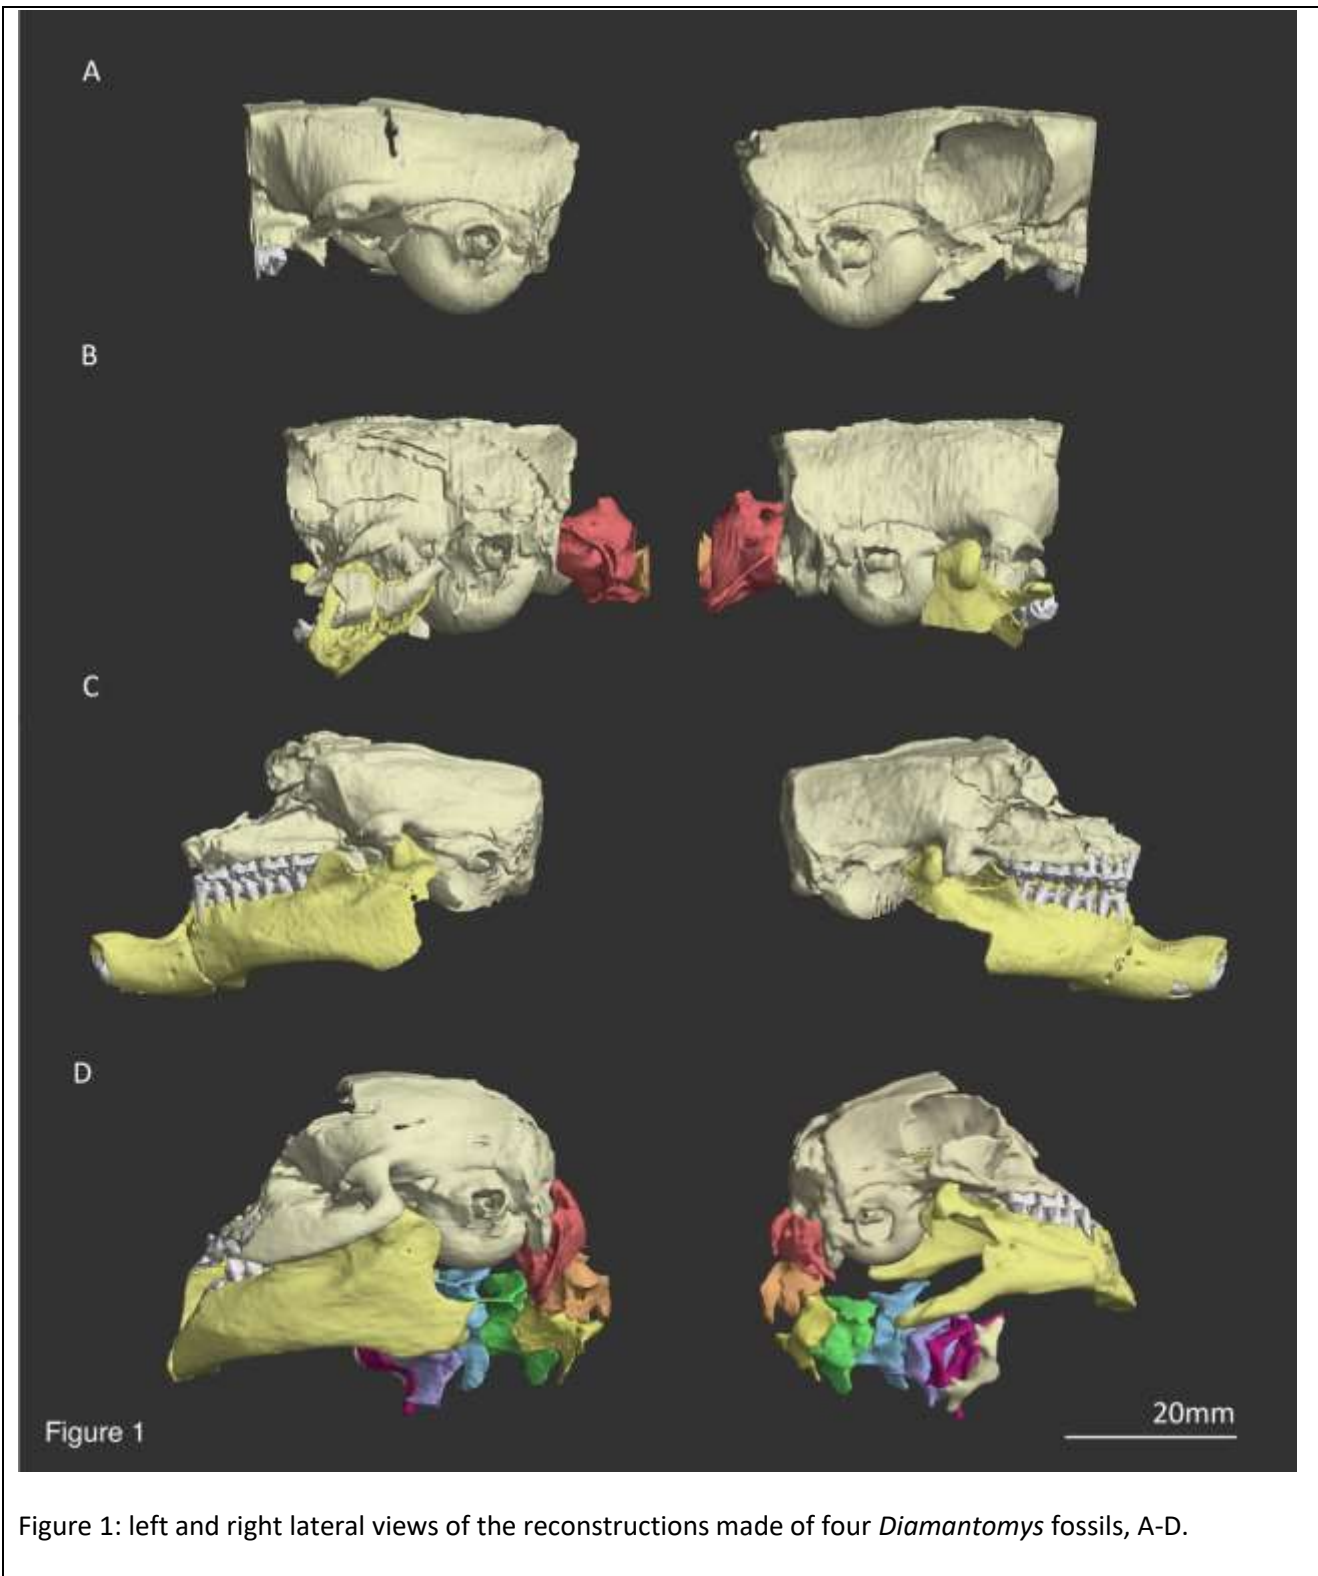 A
B
C
D
20mm
Figure 1
Figure 1: left and right lateral views of the reconstructions made of four Diamantomys fossils, A-D.